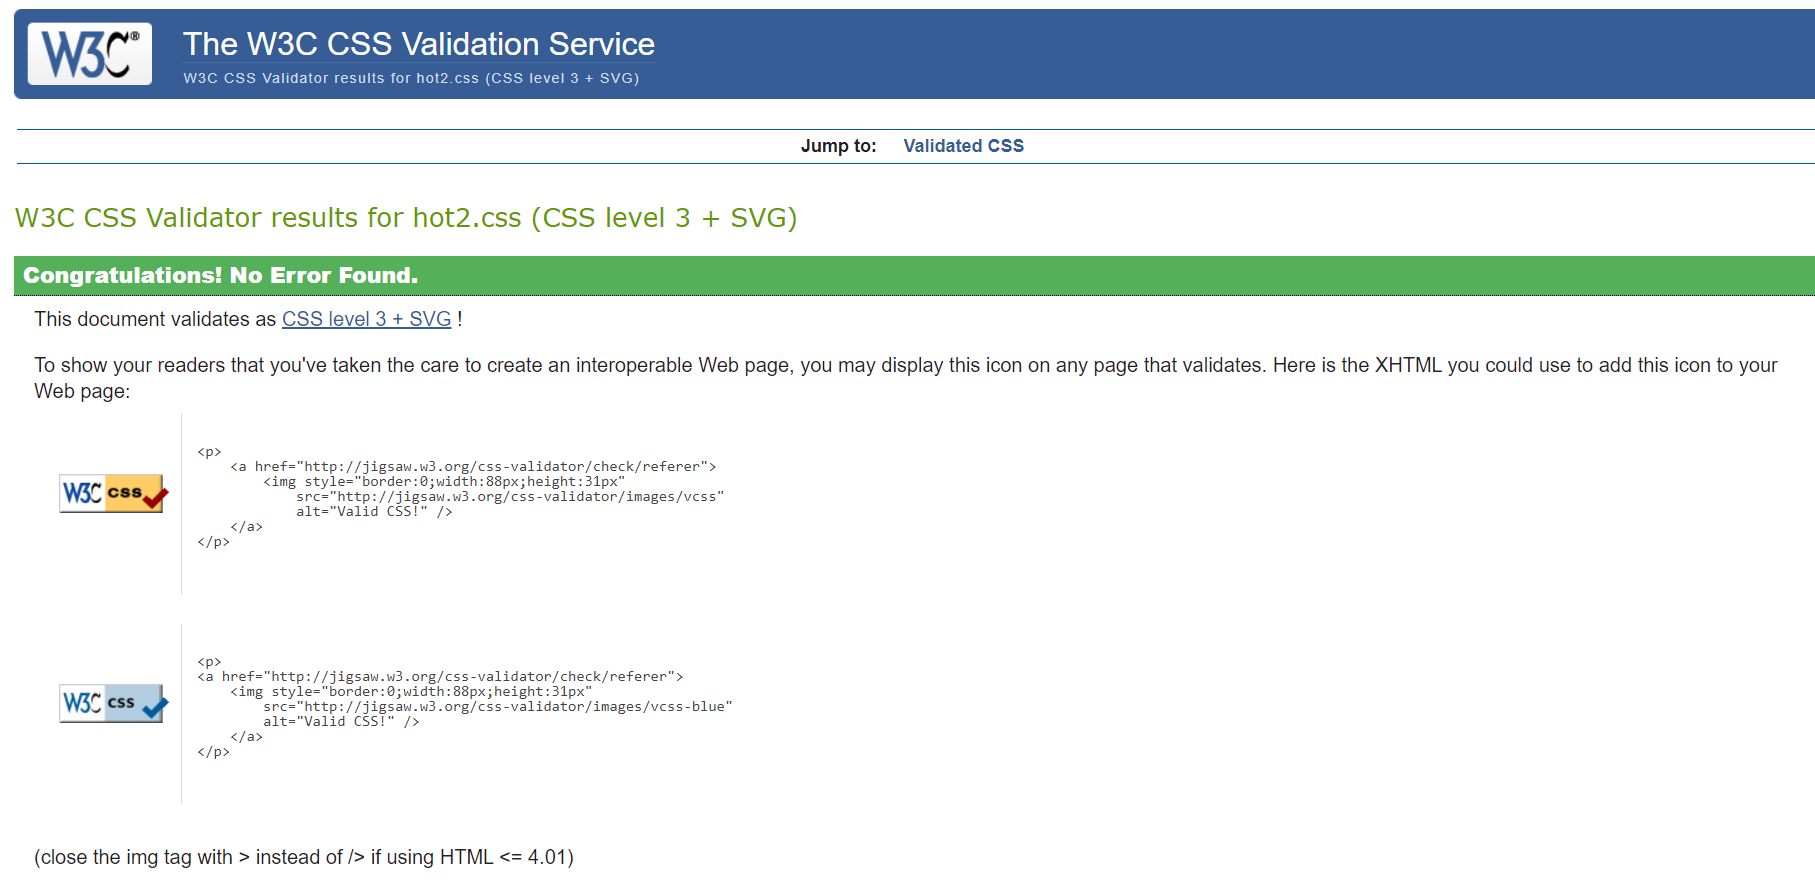 W3C®
The W3C CSS Validation Service
W3C CSS Validator results for hot2.css (CSS level 3 + SVG)
Jump to: Validated CSS
W3C CSS Validator results for hot2.css (CSS level 3 + SVG)
Congratulations! No Error Found.
This document validates as CSS level 3 + SVG !
To show your readers that you've taken the care to create an interoperable Web page, you may display this icon on any page that validates. Here is the XHTML you could use to add this icon to your
Web page:
W3C css
<p>
    <a href="http://jigsaw.w3.org/css-validator/check/referer">
        <img style="border:0;width:88px;height:31px"
            src="http://jigsaw.w3.org/css-validator/images/vcss"
            alt="Valid CSS!" />
    </a>
</p>
W3C css
<p>
<a href="http://jigsaw.w3.org/css-validator/check/referer">
    <img style="border:0;width:88px;height:31px"
        src="http://jigsaw.w3.org/css-validator/images/vcss-blue"
        alt="Valid CSS!" />
    </a>
</p>
(close the img tag with > instead of /> if using HTML <= 4.01)